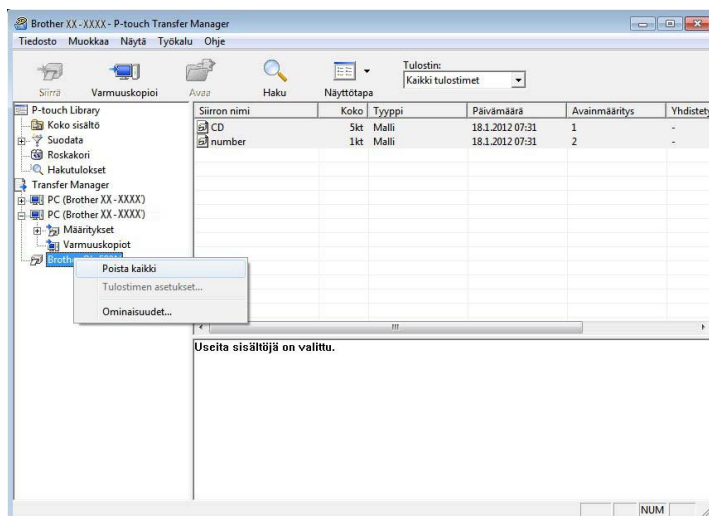 Brother XX-XXXX - P-touch Transfer Manager
Tiedosto Muokkaa Näytä Työkalu Ohje
Siirrä Varmuuskopioi Avaa Haku Näyttötapa
Tulostin:
Kaikki tulostimet
P-touch Library
Koko sisältö
Suodata
Roskakori
Hakutulokset
Transfer Manager
PC (Brother XX-XXXX)
PC (Brother XX-XXXX)
Määritykset
Varmuuskopiot
Brother
Poista kaikki
Tulostimen asetukset...
Ominaisuudet...
Siirron nimi Koko Tyyppi Päivämäärä Avainmääritys Yhdistety
CD 5kt Malli 18.1.2012 07:31 1 -
number 1kt Malli 18.1.2012 07:31 2 -
Useita sisältöjä on valittu.
NUM